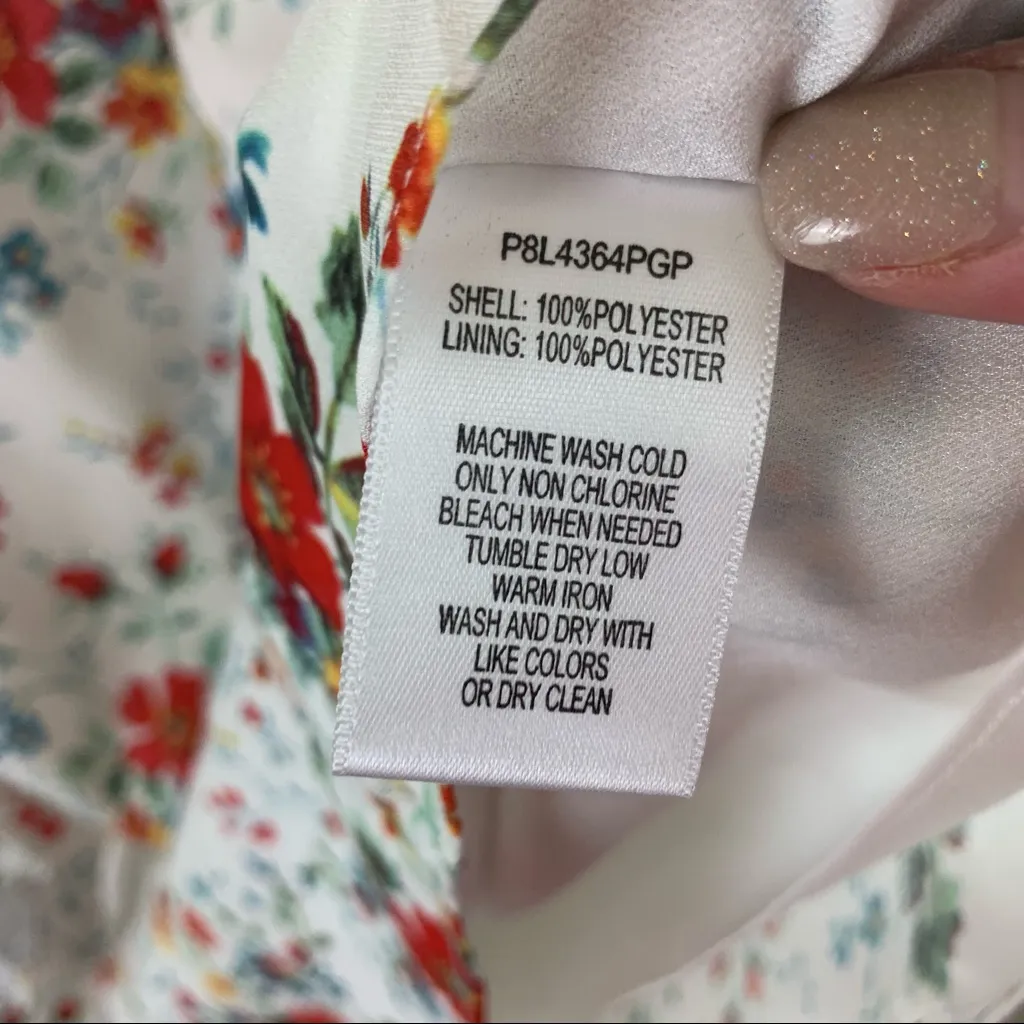 P8L4364PGP
SHELL: 100%POLYESTER
LINING: 100%POLYESTER
MACHINE WASH COLD
ONLY NON CHLORINE
BLEACH WHEN NEEDED
TUMBLE DRY LOW
WARM IRON
WASH AND DRY WITH
LIKE COLORS
OR DRY CLEAN